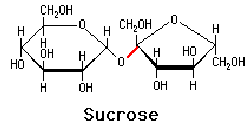 CH₂OH
H O H CH₂OH O H
H
OH H H HO
HO O CH₂OH
H OH OH H
Sucrose